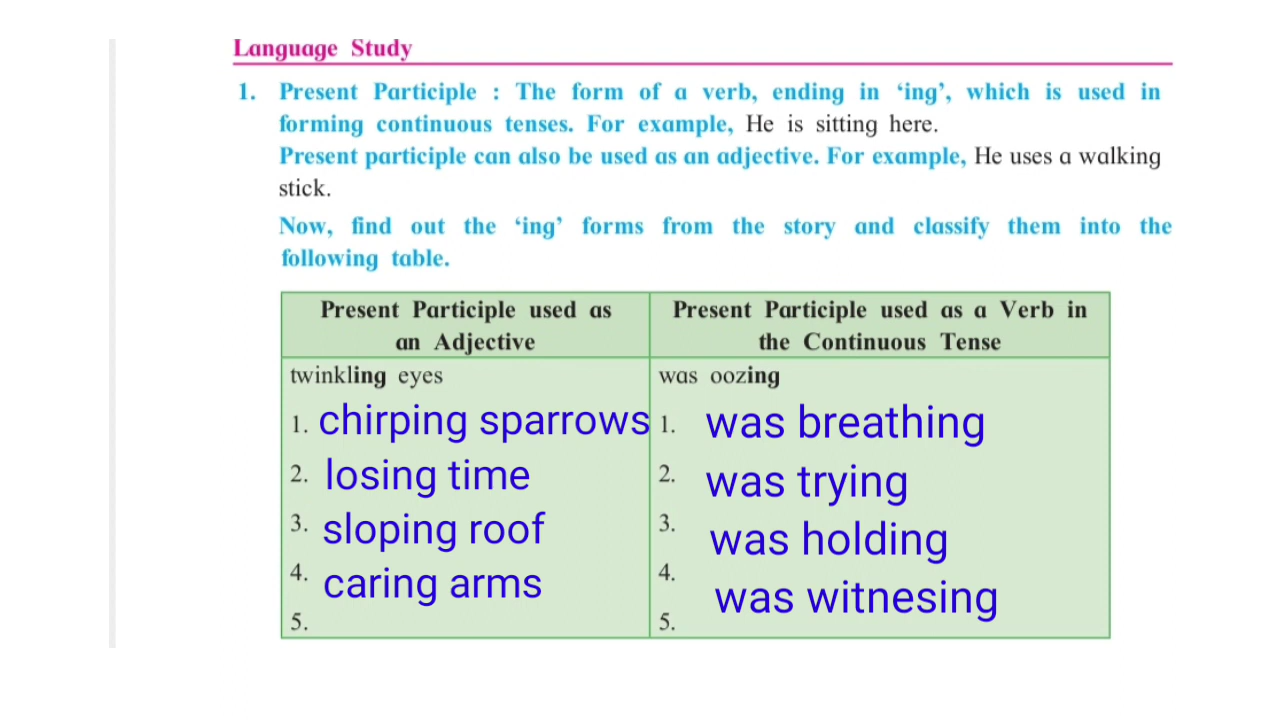 Language Study
1. Present Participle : The form of a verb, ending in ‘ing’, which is used in
forming continuous tenses. For example, He is sitting here.
Present participle can also be used as an adjective. For example, He uses a walking
stick.
Now, find out the ‘ing’ forms from the story and classify them into the
following table.
Present Participle used as
an Adjective
Present Participle used as a Verb in
the Continuous Tense
twinkling eyes
was oozing
1. chirping sparrows
1. was breathing
2. losing time
2. was trying
3. sloping roof
3. was holding
4. caring arms
4. was witnesing
5.
5.